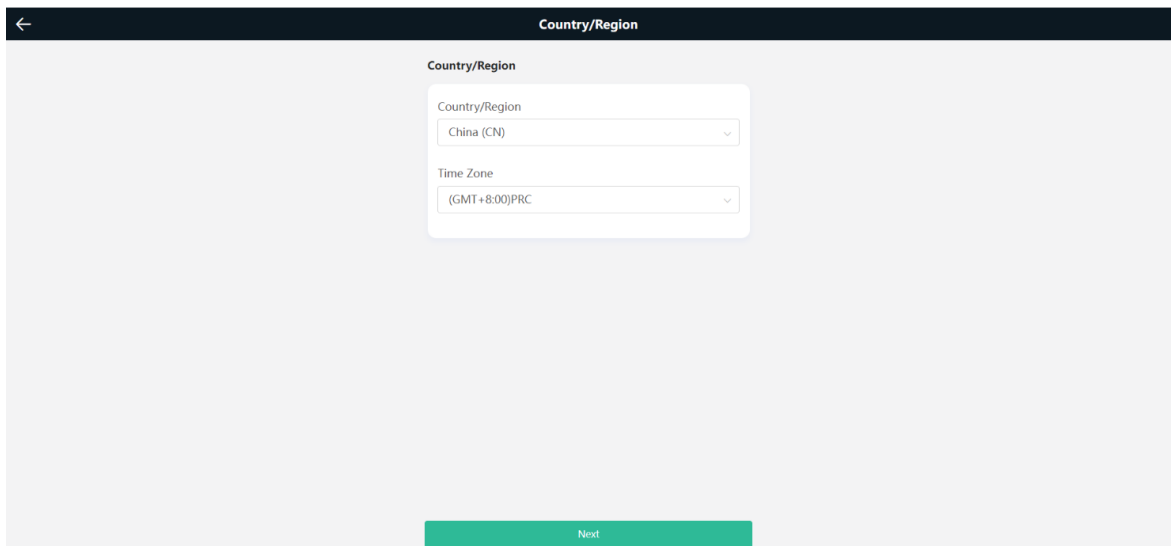 Country/Region
Country/Region
Country/Region
China (CN)
Time Zone
(GMT+8:00)PRC
Next